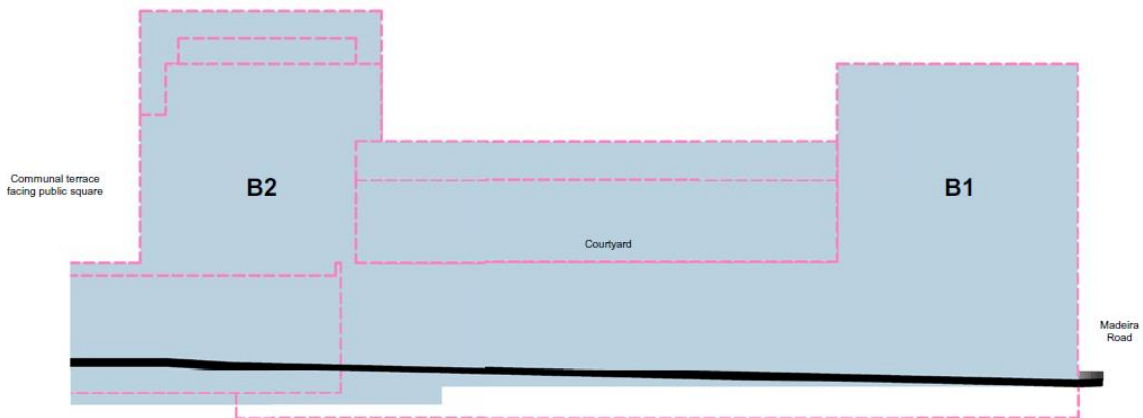 Communal terrace
facing public square
B2
B1
Courtyard
Madeira
Road